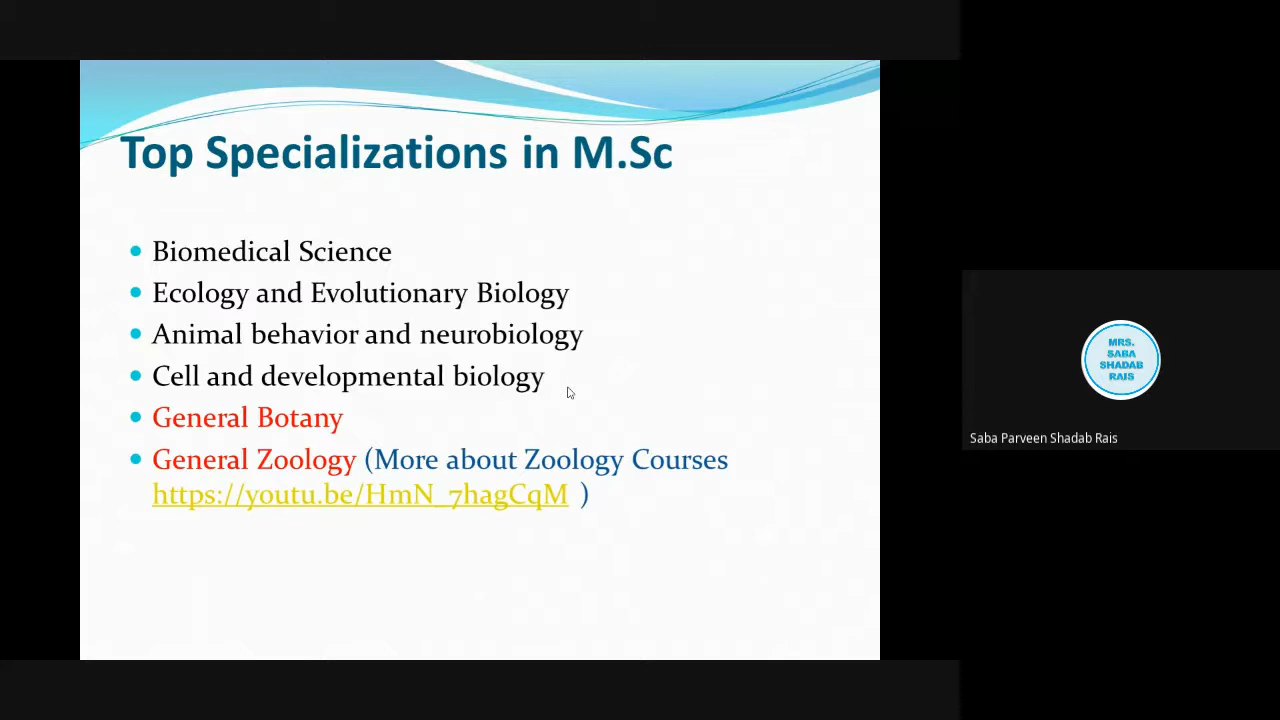 Top Specializations in M.Sc
Biomedical Science
Ecology and Evolutionary Biology
Animal behavior and neurobiology
Cell and developmental biology
General Botany
General Zoology (More about Zoology Courses
https://youtu.be/HmN_7hagCqM )
MRS.
SABA
SHADAB
RAIS
Saba Parveen Shadab Rais